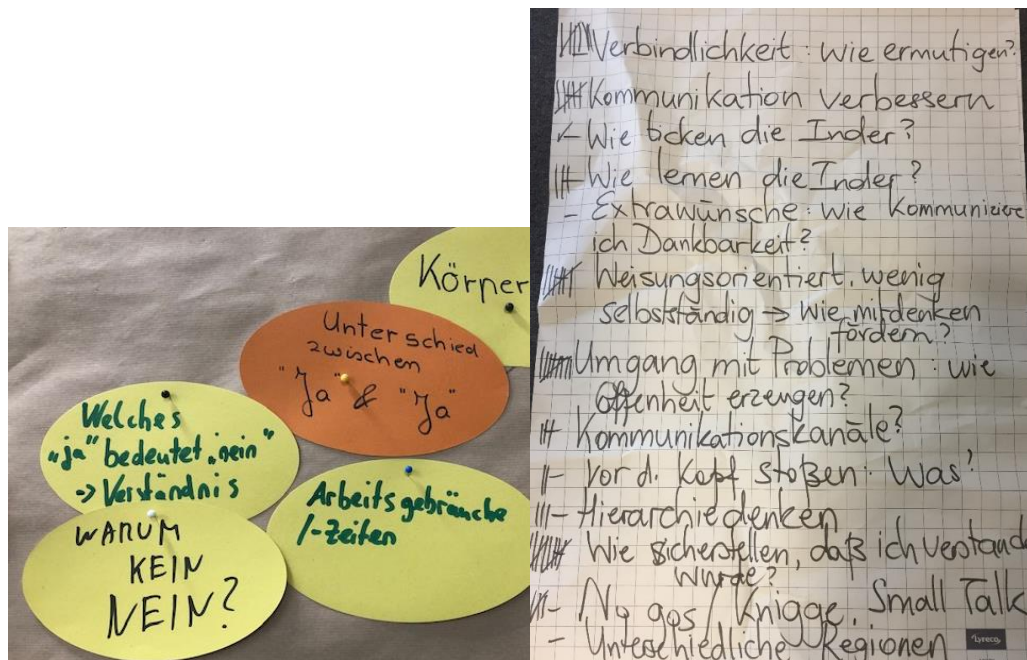 Körper
Unterschied
zwischen
"Ja" & "Ja"
Welches
„ja" bedeutet „nein"
-> Verständnis
WARUM
KEIN
NEIN?
Arbeitsgebräuche
/-Zeiten
Verbindlichkeit: Wie ermutigen?
Kommunikation verbessern
Wie ticken die Inder?
Wie lernen die Inder?
- Extrawünsche: Wie kommuniziere
ich Dankbarkeit?
Weisungsorientiert, wenig
selbstständig → Wie mitdenken
fördern?
Umgang mit Problemen: wie
Offenheit erzeugen?
Kommunikationskanäle?
- Vor d. Kopf stoßen: Was?
- Hierarchiedenken
Wie sicherstellen, daß ich verstand
wurde?
- No gos / Knigge, Small Talk
- Unterschiedliche Regionen
Lyreco